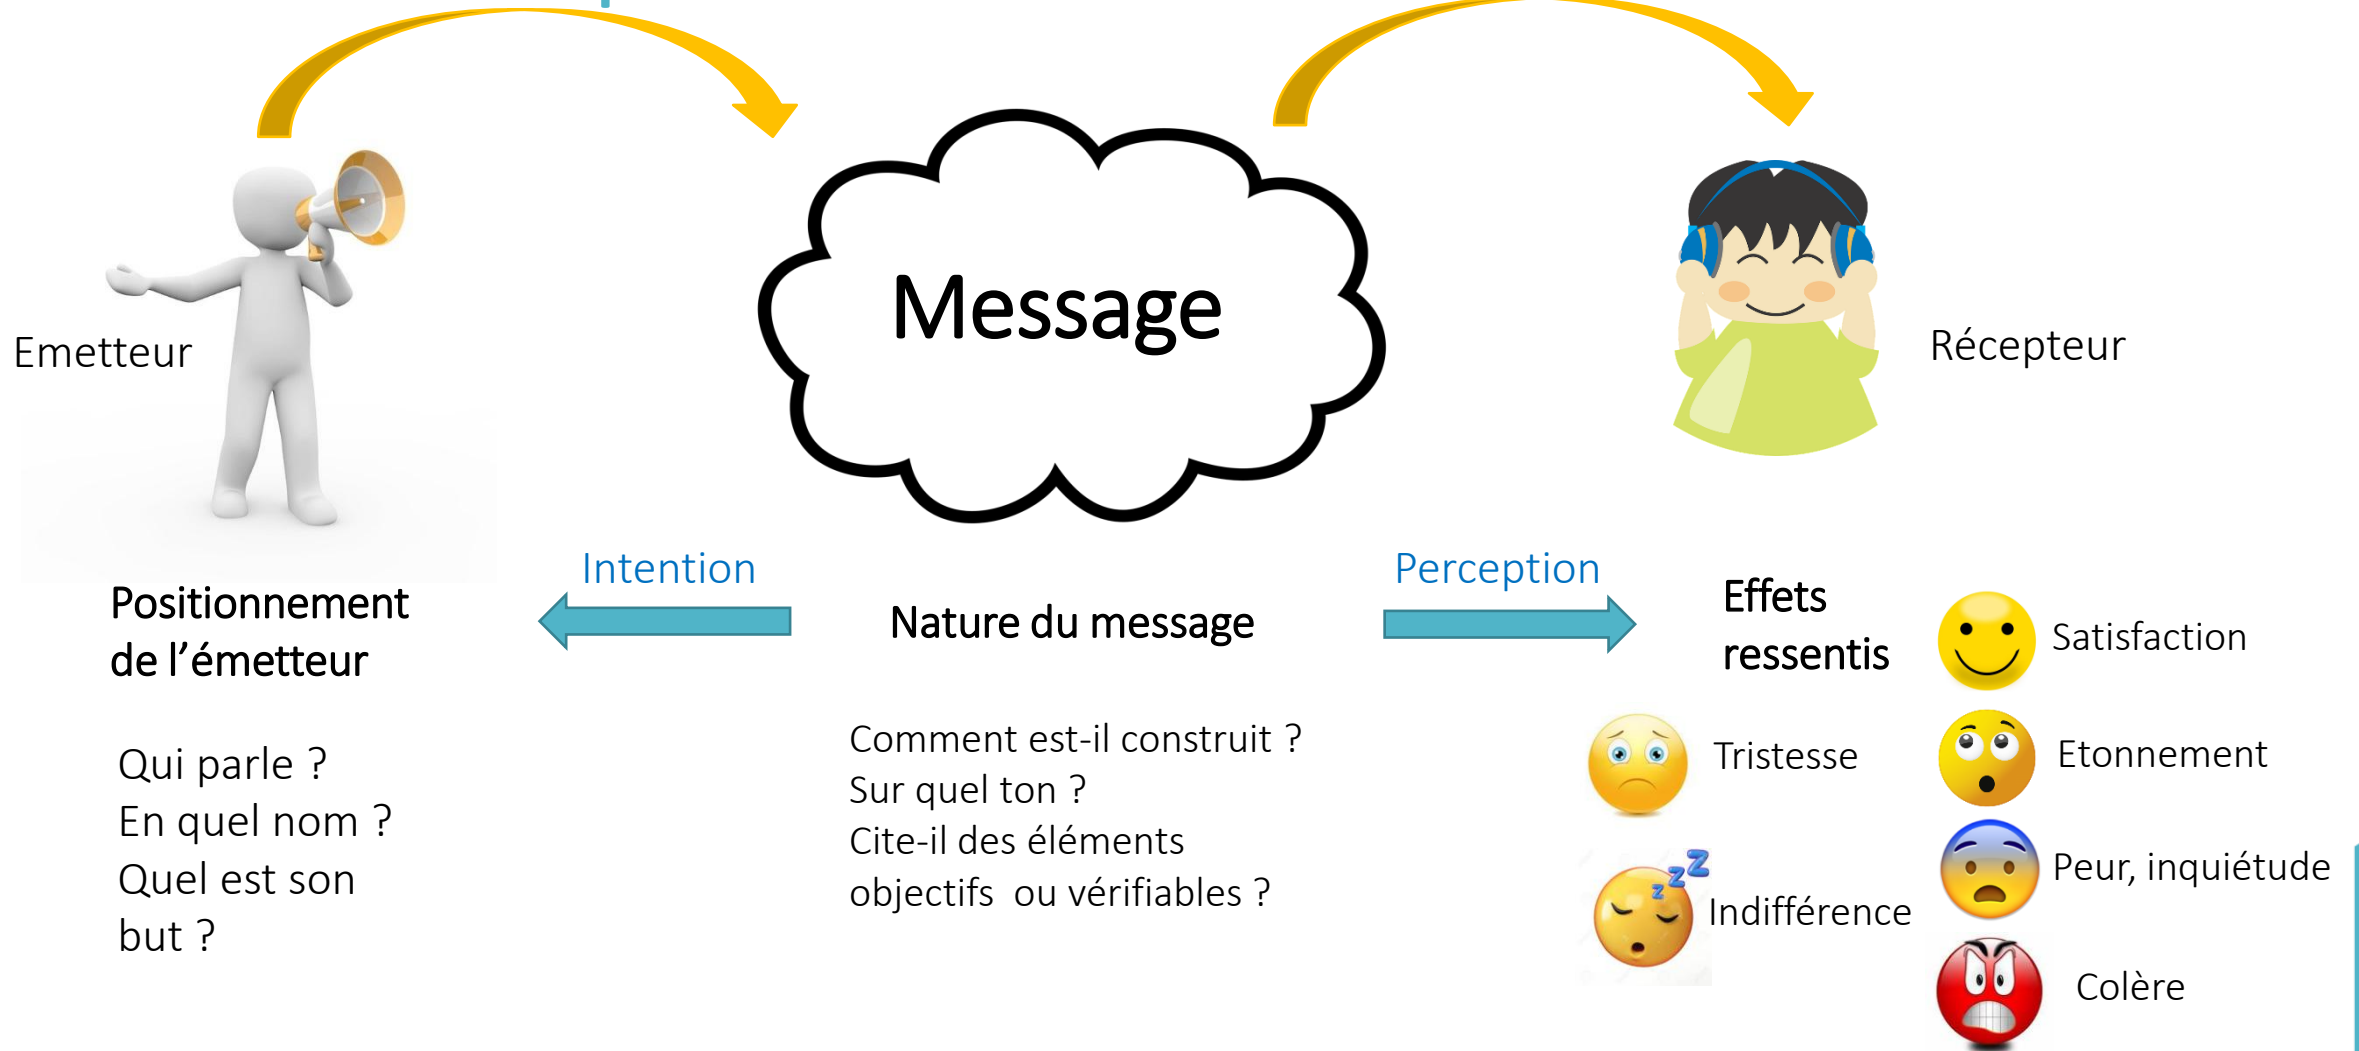 Message
Emetteur
Récepteur
Intention
Perception
Positionnement
de l’émetteur
Nature du message
Effets
ressentis
Qui parle ?
En quel nom ?
Quel est son
but ?
Comment est-il construit ?
Sur quel ton ?
Cite-il des éléments
objectifs ou vérifiables ?
Satisfaction
Tristesse
Etonnement
Peur, inquiétude
zzz
Indifférence
Colère